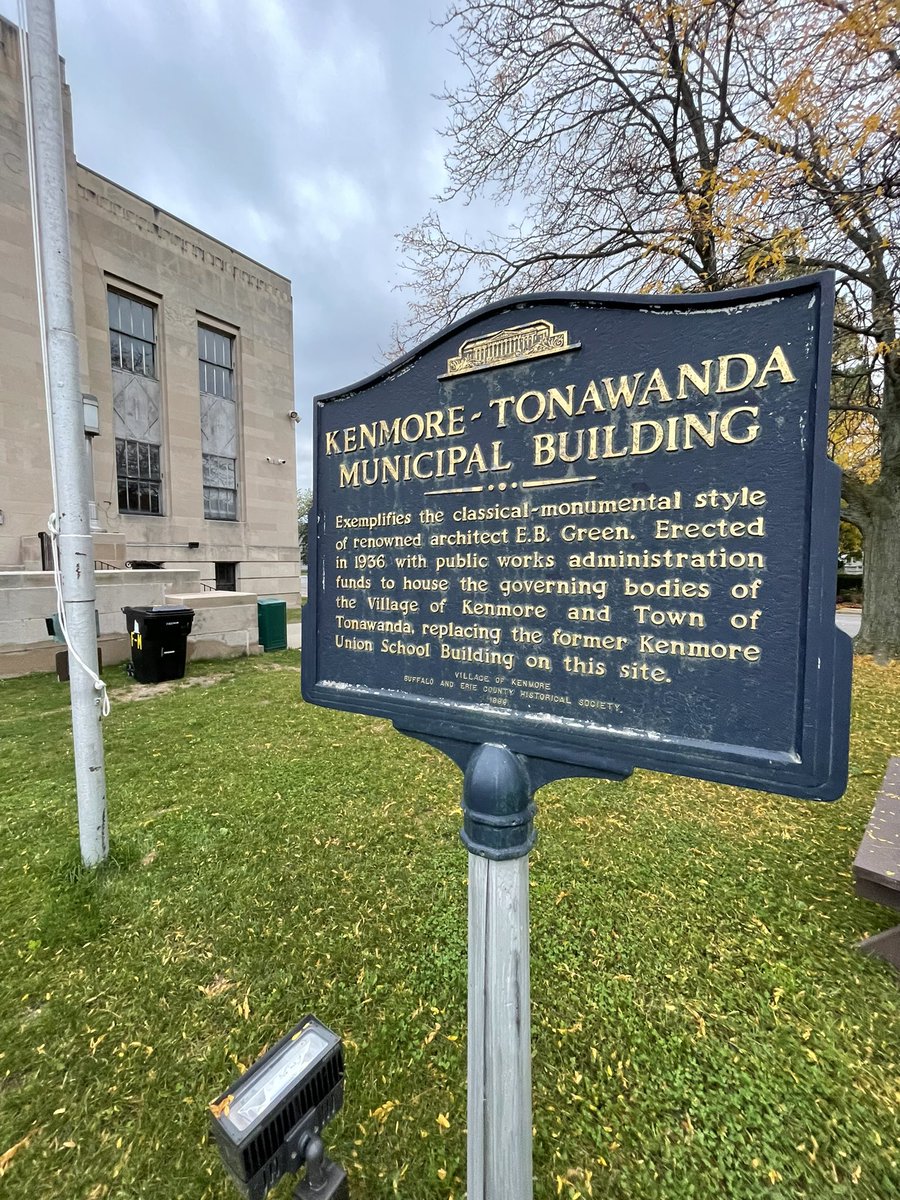 KENMORE-TONAWANDA
MUNICIPAL BUILDING
Exemplifies the classical-monumental style
of renowned architect E.B. Green. Erected
in 1936 with public works administration
funds to house the governing bodies of
the Village of Kenmore and Town of
Tonawanda, replacing the former Kenmore
Union School Building on this site.
VILLAGE OF KENMORE
BUFFALO AND ERIE COUNTY HISTORICAL SOCIETY